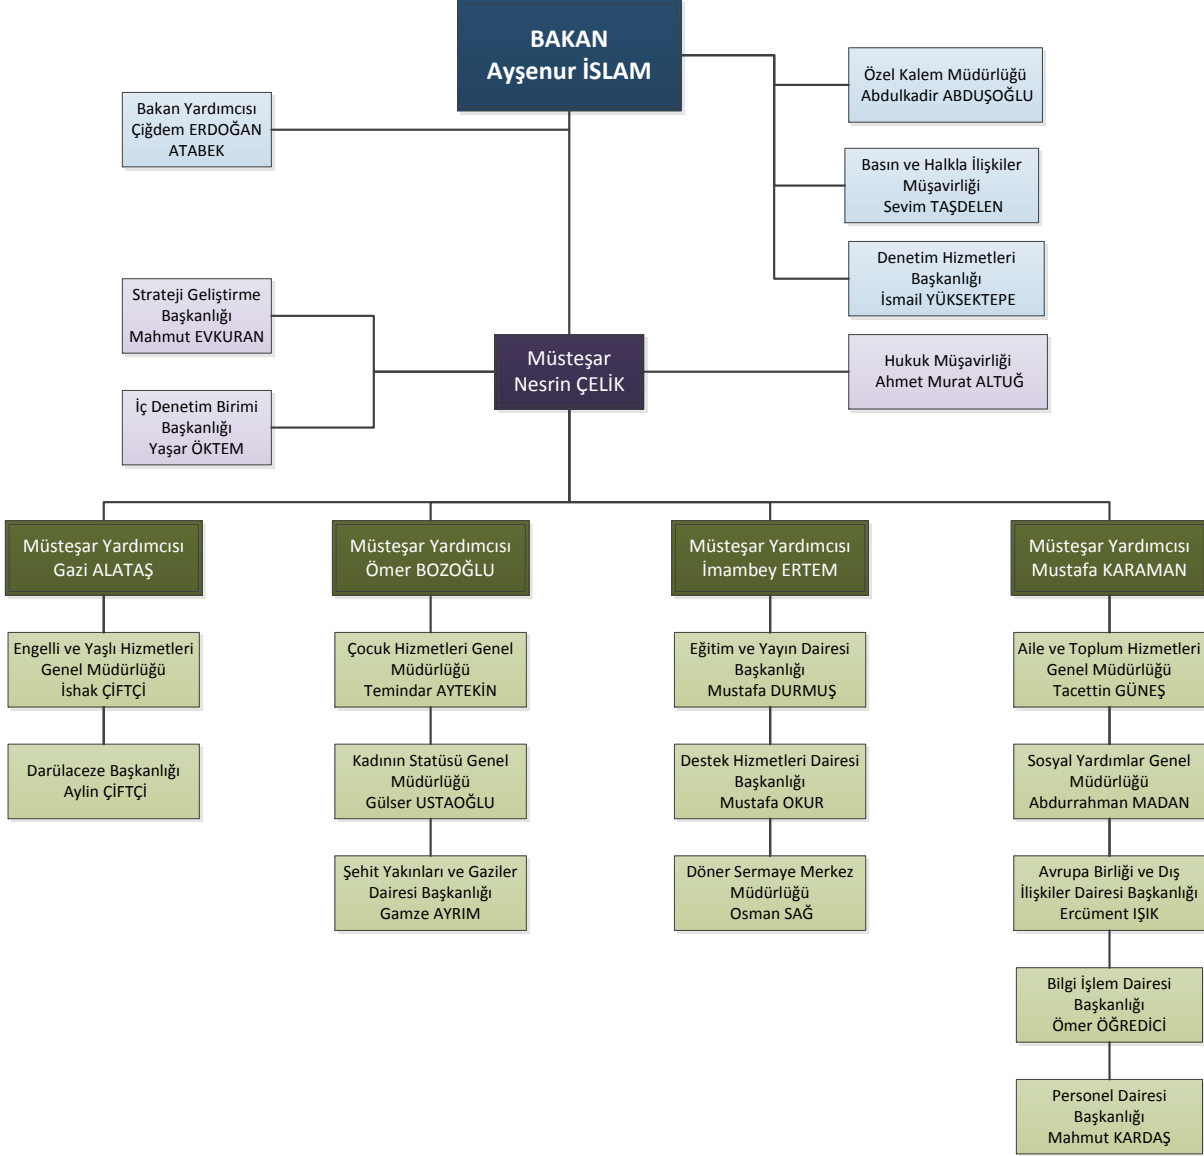 BAKAN
Ayşenur İSLAM
Bakan Yardımcısı
Çiğdem ERDOĞAN
ATABEK
Özel Kalem Müdürlüğü
Abdulkadir ABDUŞOĞLU
Basın ve Halkla İlişkiler
Müşavirliği
Sevim TAŞDELEN
Denetim Hizmetleri
Başkanlığı
İsmail YÜKSEKTEPE
Strateji Geliştirme
Başkanlığı
Mahmut EVKURAN
Müsteşar
Nesrin ÇELİK
Hukuk Müşavirliği
Ahmet Murat ALTUĞ
İç Denetim Birimi
Başkanlığı
Yaşar ÖKTEM
Müsteşar Yardımcısı
Gazi ALATAŞ
Müsteşar Yardımcısı
Ömer BOZOĞLU
Müsteşar Yardımcısı
İmambey ERTEM
Müsteşar Yardımcısı
Mustafa KARAMAN
Engelli ve Yaşlı Hizmetleri
Genel Müdürlüğü
İshak ÇİFTÇİ
Çocuk Hizmetleri Genel
Müdürlüğü
Temindar AYTEKİN
Eğitim ve Yayın Dairesi
Başkanlığı
Mustafa DURMUŞ
Aile ve Toplum Hizmetleri
Genel Müdürlüğü
Tacettin GÜNEŞ
Darülaceze Başkanlığı
Aylin ÇİFTÇİ
Kadının Statüsü Genel
Müdürlüğü
Gülser USTAOĞLU
Destek Hizmetleri Dairesi
Başkanlığı
Mustafa OKUR
Sosyal Yardımlar Genel
Müdürlüğü
Abdurrahman MADAN
Şehit Yakınları ve Gaziler
Dairesi Başkanlığı
Gamze AYRIM
Döner Sermaye Merkez
Müdürlüğü
Osman SAĞ
Avrupa Birliği ve Dış
İlişkiler Dairesi Başkanlığı
Ercüment IŞIK
Bilgi İşlem Dairesi
Başkanlığı
Ömer ÖĞREDİCİ
Personel Dairesi
Başkanlığı
Mahmut KARDAŞ